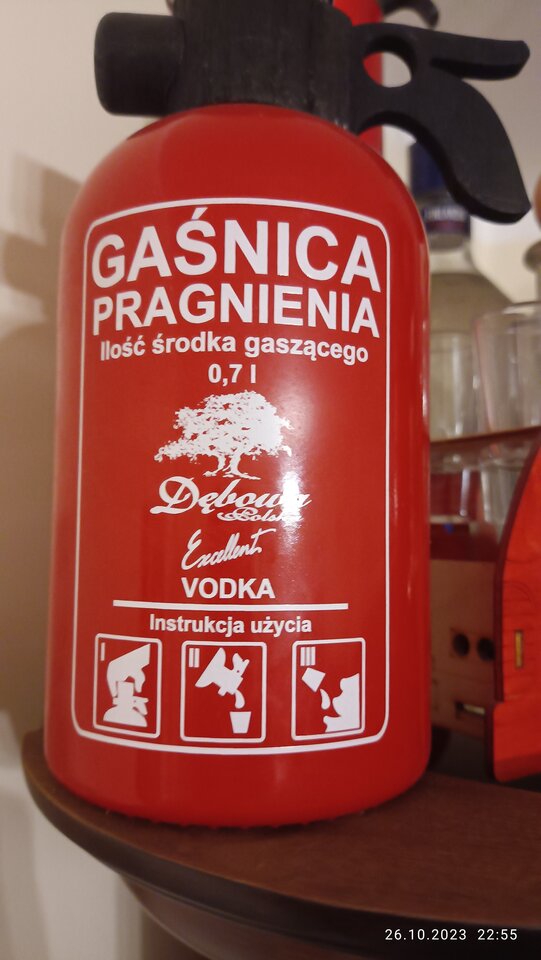 GAŚNICA
PRAGNIENIA
Ilość środka gaszącego
0,7 l
Dębowa
Polska
Excellent
VODKA
Instrukcja użycia
I II III
26.10.2023 22:55